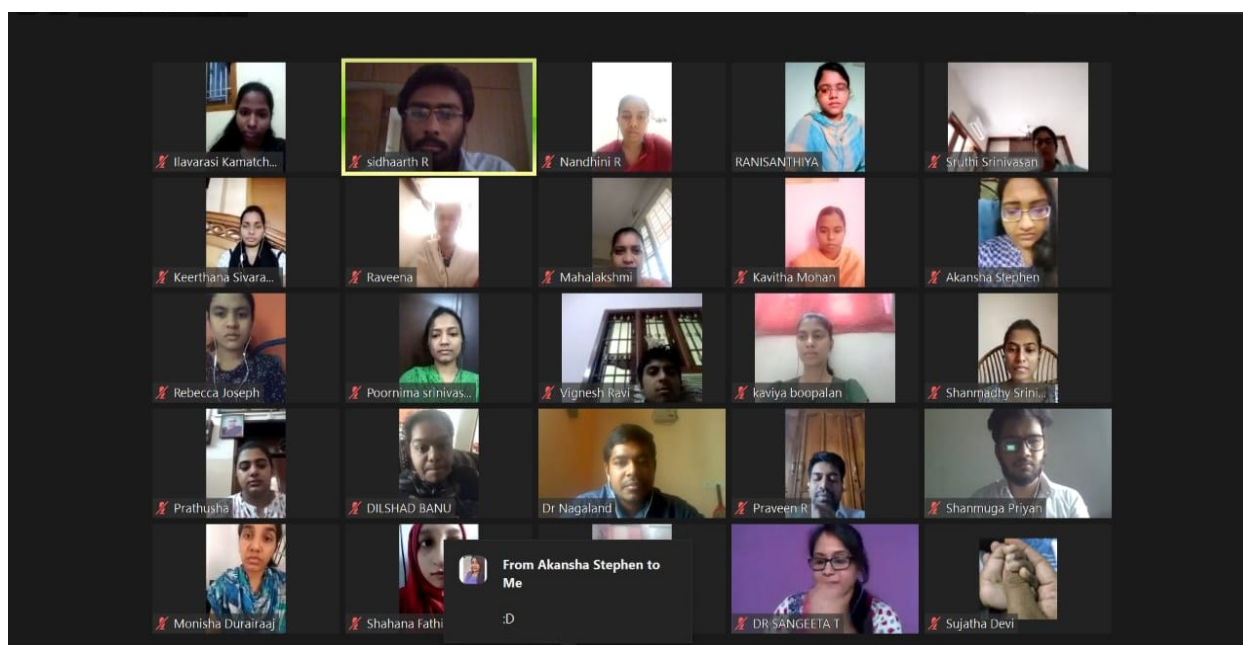 Ilavarasi Kamatch...
sidhaarth R
Nandhini R
RANISANTHIYA
Sruthi Srinivasan
Keerthana Sivara...
Raveena
Mahalakshmi
Kavitha Mohan
Akansha Stephen
Rebecca Joseph
Poornima srinivas...
Vignesh Ravi
kaviya boopalan
Shanmadhy Srini...
Prathusha
DILSHAD BANU
Dr Nagaland
Praveen R
Shanmuga Priyan
Monisha Durairaaj
Shahana Fathi
From Akansha Stephen to
Me
:D
DR SANGEETA T
Sujatha Devi